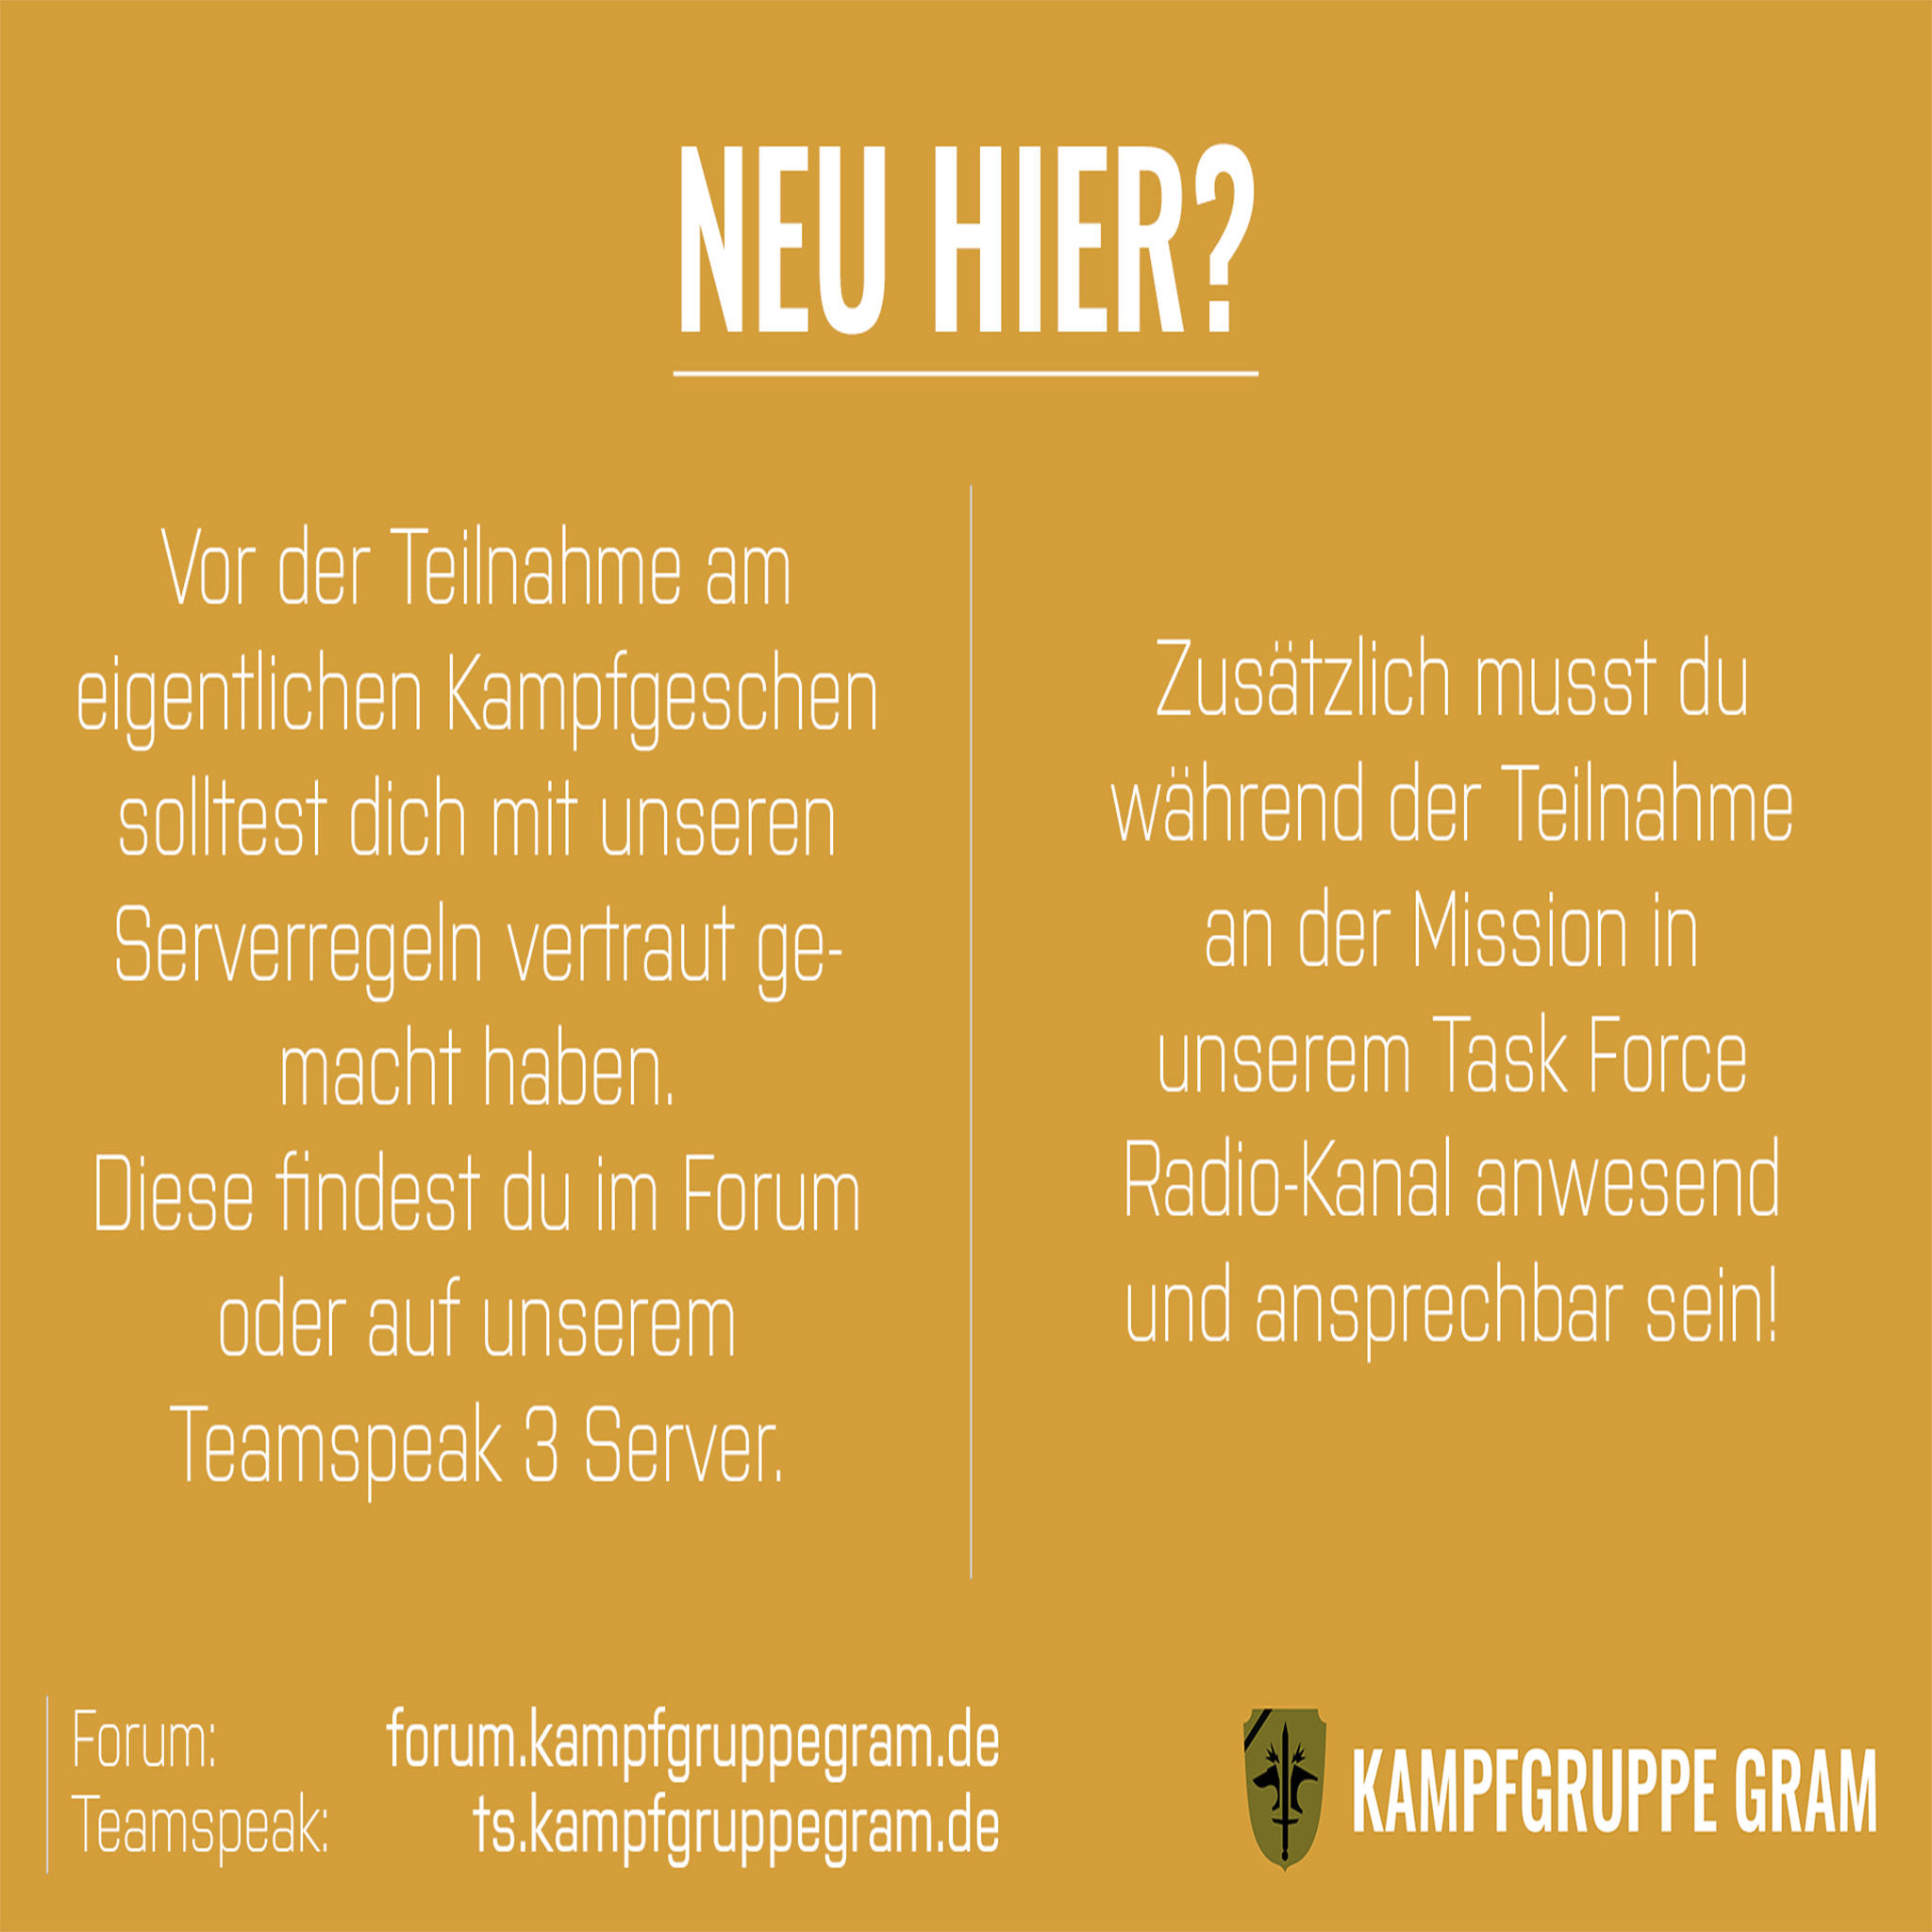 NEU HIER?
Vor der Teilnahme am
eigentlichen Kampfgeschen
solltest dich mit unseren
Serverregeln vertraut ge-
macht haben.
Diese findest du im Forum
oder auf unserem
Teamspeak 3 Server.
Zusätzlich musst du
während der Teilnahme
an der Mission in
unserem Task Force
Radio-Kanal anwesend
und ansprechbar sein!
Forum: forum.kampfgruppegram.de
Teamspeak: ts.kampfgruppegram.de
KAMPFGRUPPE GRAM